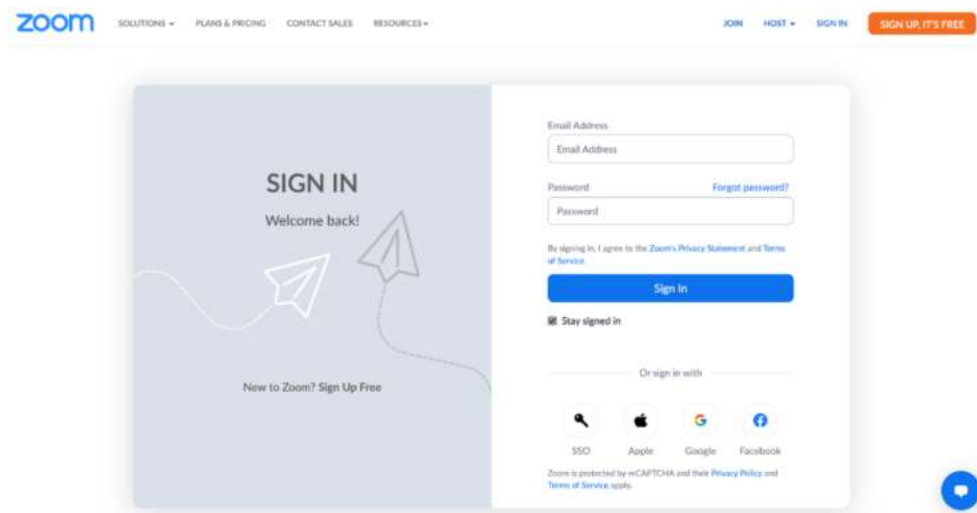 zoom
SOLUTIONS PLANS & PRICING CONTACT SALES RESOURCES JOIN HOST SIGN IN SIGN UP, IT'S FREE
SIGN IN
Welcome back!
New to Zoom? Sign Up Free
Email Address
Email Address
Password Forgot password?
Password
By signing in, I agree to the Zoom's Privacy Statement and Terms
of Service.
Sign In
Stay signed in
Or sign in with
SSO Apple Google Facebook
Zoom is protected by reCAPTCHA and their Privacy Policy and
Terms of Service apply.